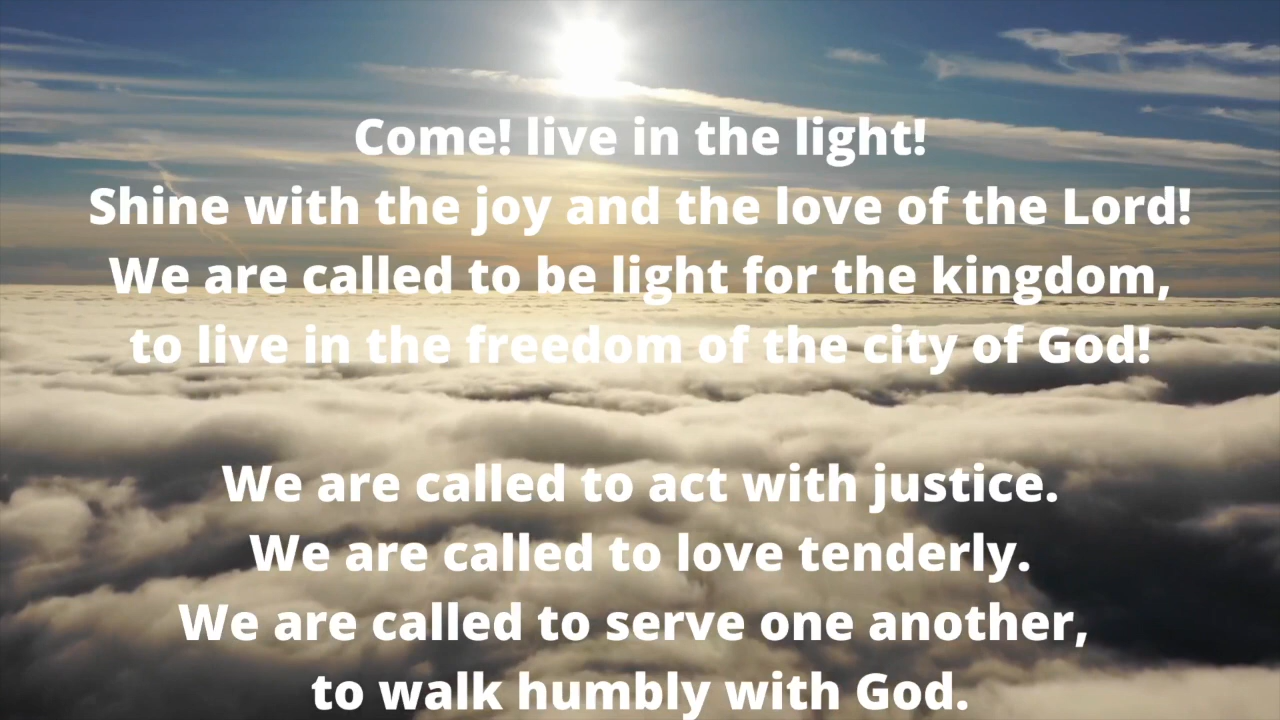 Come! live in the light!
Shine with the joy and the love of the Lord!
We are called to be light for the kingdom,
to live in the freedom of the city of God!
We are called to act with justice.
We are called to love tenderly.
We are called to serve one another,
to walk humbly with God.